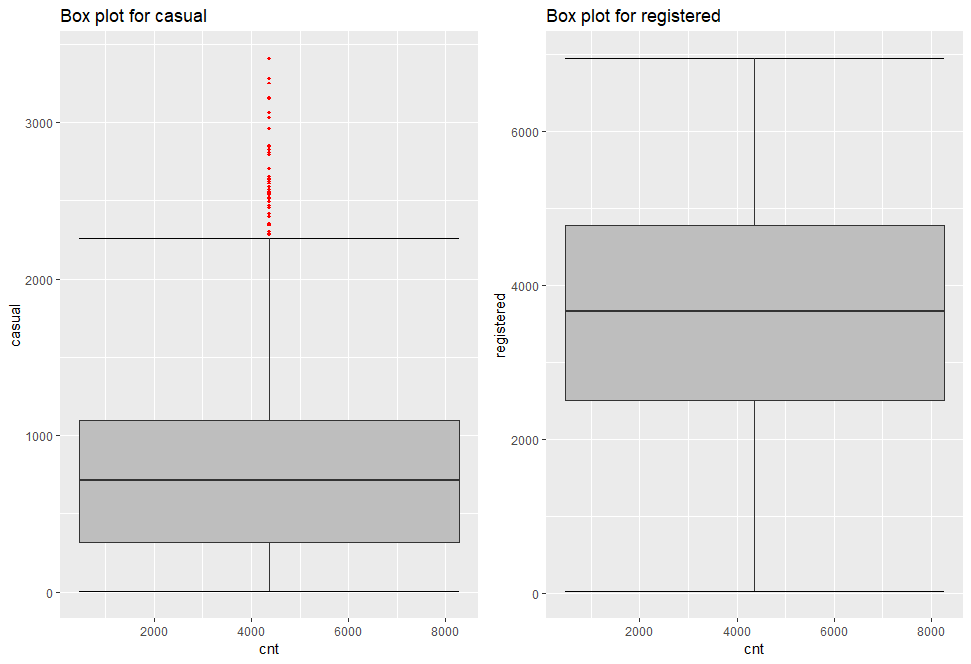 Box plot for casual
3000
2000
1000
0
casual
2000 4000 6000 8000
cnt
Box plot for registered
6000
4000
2000
0
registered
2000 4000 6000 8000
cnt